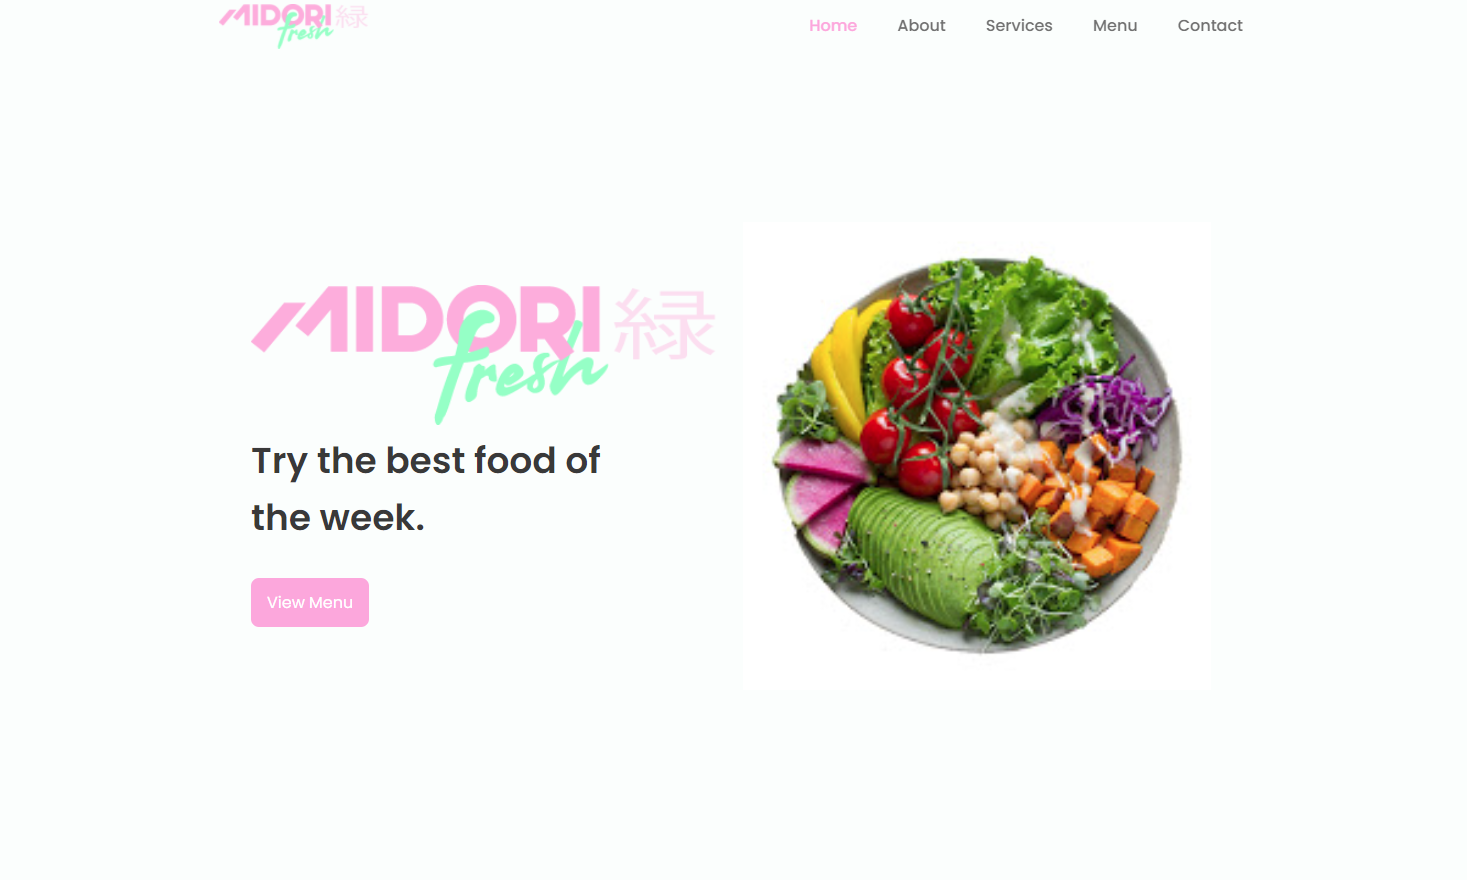 MIDORI 緑
fresh
Home About Services Menu Contact
MIDORI 緑
fresh
Try the best food of
the week.
View Menu